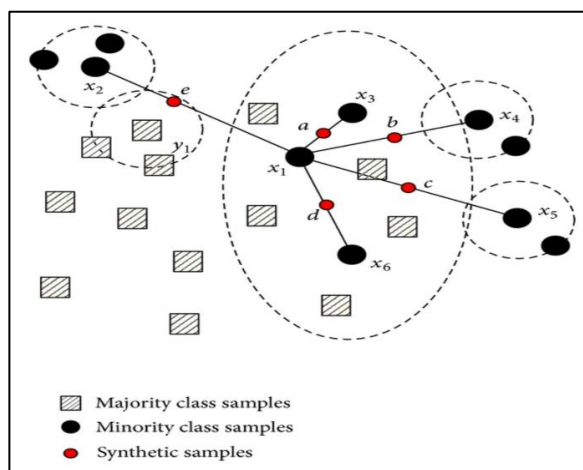 e
x2
x3
a
b
x4
y1
x1
c
d
x5
x6
Majority class samples
Minority class samples
Synthetic samples